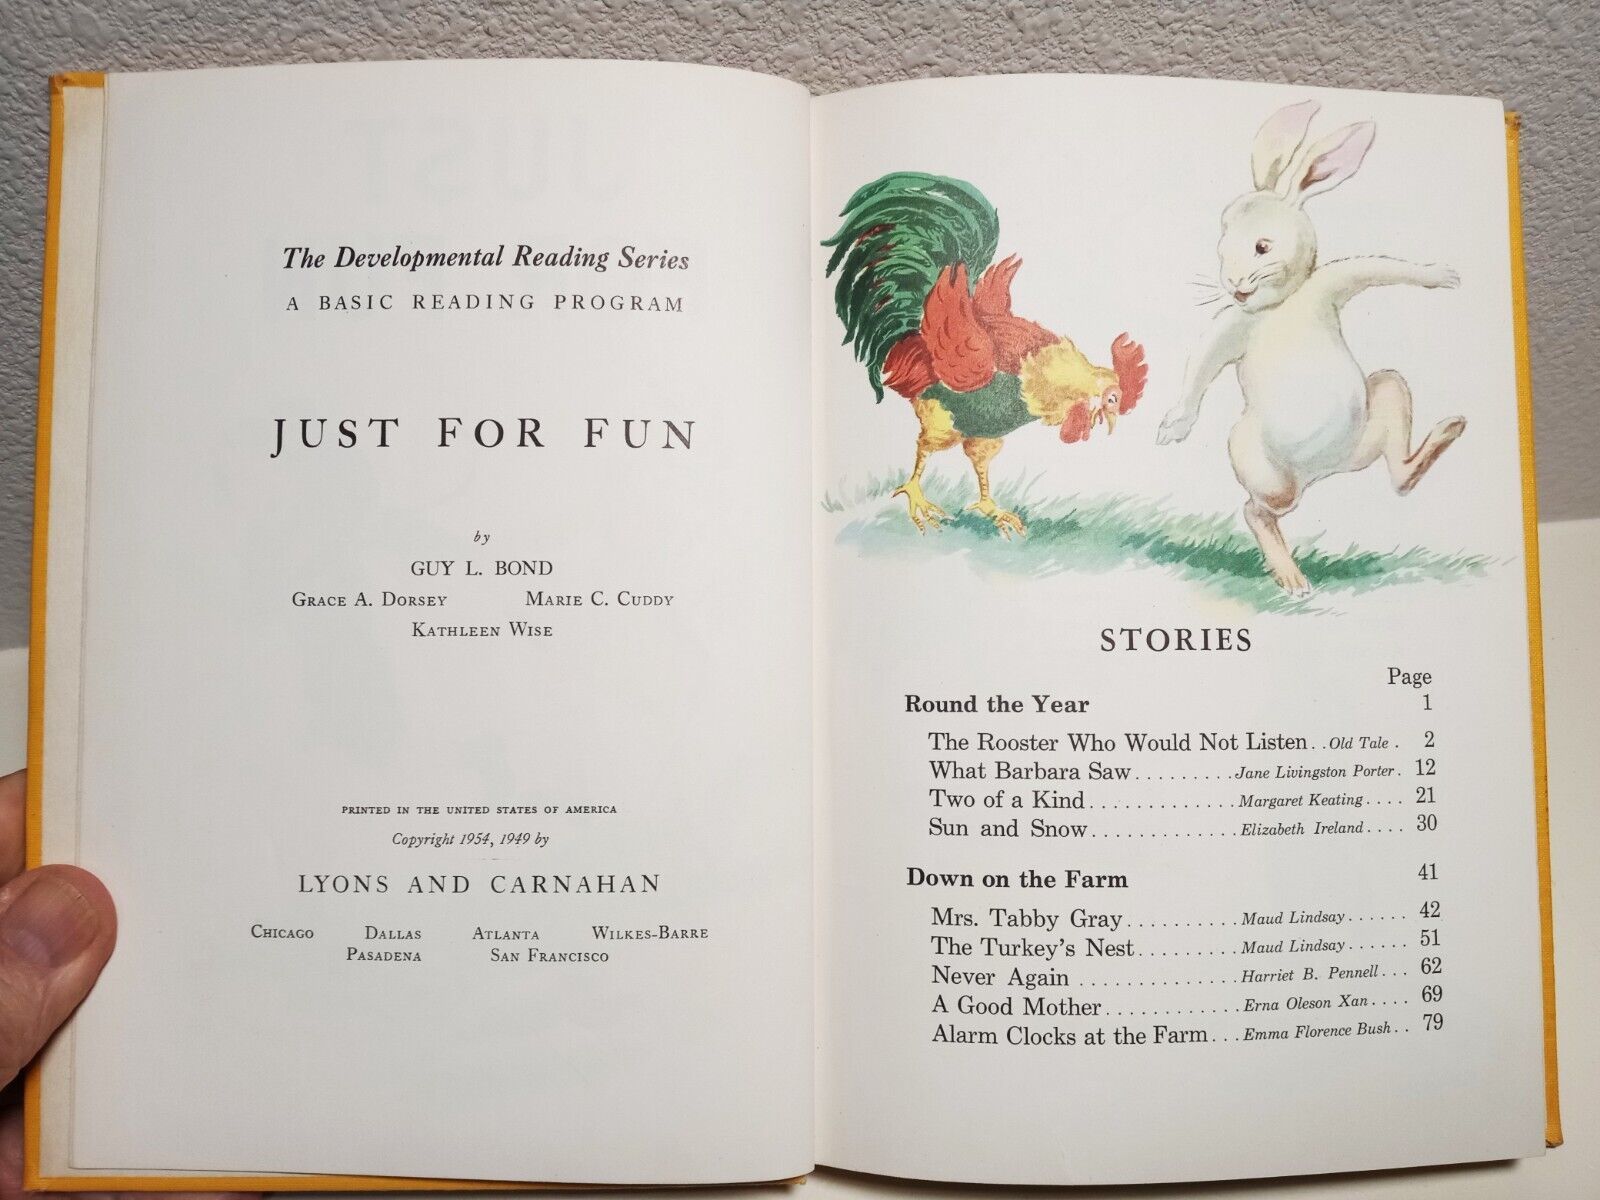 The Developmental Reading Series
A BASIC READING PROGRAM
JUST FOR FUN
by
GUY L. BOND
GRACE A. DORSEY MARIE C. CUDDY
KATHLEEN WISE
PRINTED IN THE UNITED STATES OF AMERICA
Copyright 1954, 1949 by
LYONS AND CARNAHAN
CHICAGO DALLAS ATLANTA WILKES-BARRE
PASADENA SAN FRANCISCO
STORIES
Page
Round the Year 1
The Rooster Who Would Not Listen . . Old Tale . 2
What Barbara Saw . . . . . . . . . Jane Livingston Porter . 12
Two of a Kind . . . . . . . . . . . . . Margaret Keating . . . . 21
Sun and Snow . . . . . . . . . . . . . Elizabeth Ireland . . . . 30
Down on the Farm 41
Mrs. Tabby Gray . . . . . . . . . . Maud Lindsay . . . . . . 42
The Turkey's Nest . . . . . . . . . Maud Lindsay . . . . . . 51
Never Again . . . . . . . . . . . . . Harriet B. Pennell . . . 62
A Good Mother . . . . . . . . . . . . Erna Oleson Xan . . . . 69
Alarm Clocks at the Farm . . . Emma Florence Bush . . 79